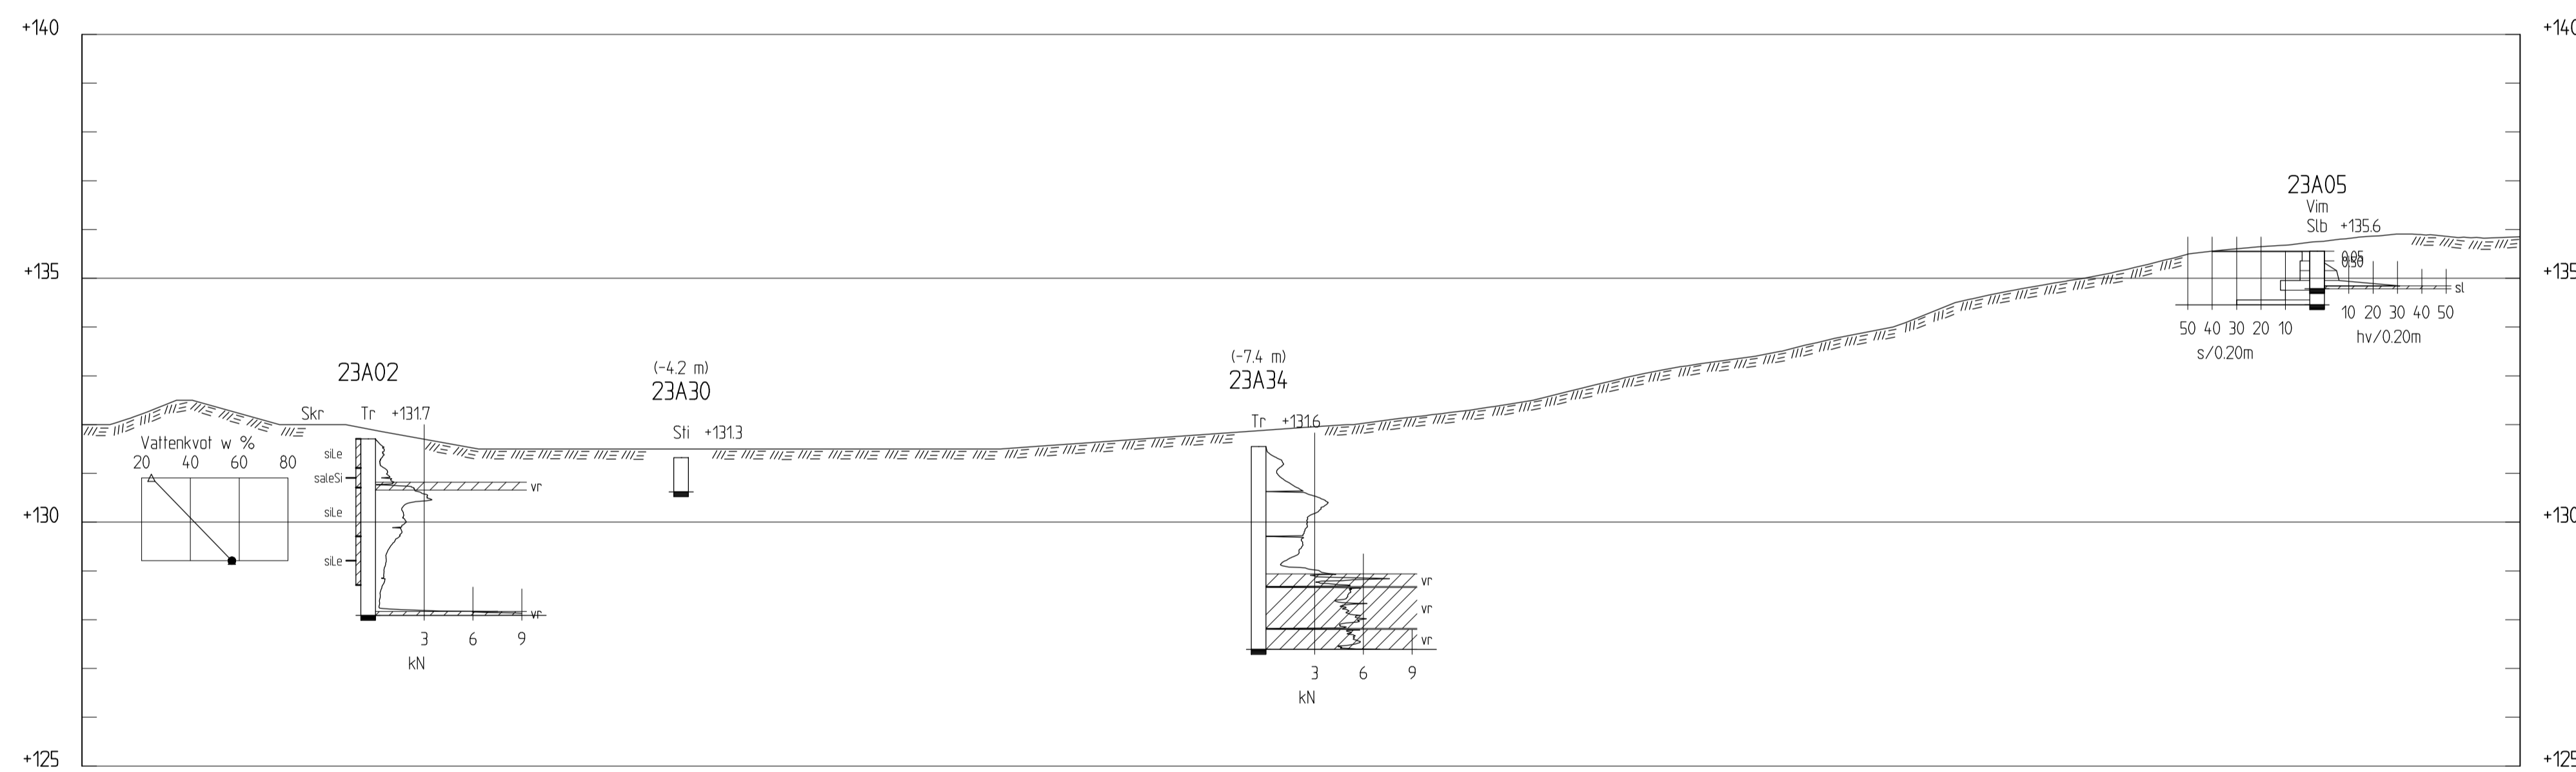 +140 +140
23A05
Vim
Slb +135.6
+135 +135
0.05
sl
10 20 30 40 50
50 40 30 20 10
hv/0.20m
s/0.20m
(-7.4 m)
23A34
(-4.2 m)
23A30
23A02
Skr Tr +131.7
Tr +131.6
Sti +131.3
Vattenkvot w %
20 40 60 80
siLe
saleSi
vr
siLe
+130 +130
siLe
vr
vr
vr
vr
3 6 9
kN
3 6 9
kN
+125 +125